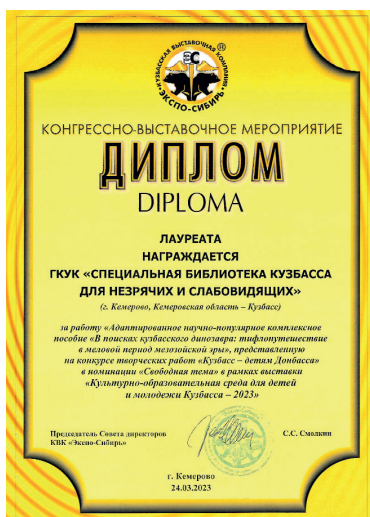 КУЗБАССКАЯ ВЫСТАВОЧНАЯ КОМПАНИЯ
ЭКСПО-СИБИРЬ
®
КОНГРЕССНО-ВЫСТАВОЧНОЕ МЕРОПРИЯТИЕ
ДИПЛОМ
DIPLOMA
ЛАУРЕАТА
НАГРАЖДАЕТСЯ
ГКУК «СПЕЦИАЛЬНАЯ БИБЛИОТЕКА КУЗБАССА
ДЛЯ НЕЗРЯЧИХ И СЛАБОВИДЯЩИХ»
(г. Кемерово, Кемеровская область – Кузбасс)
за работу «Адаптированное научно-популярное комплексное
пособие «В поисках кузбасского динозавра: тифлопутешествие
в меловой период мезозойской эры», представленную
на конкурсе творческих работ «Кузбасс – детям Донбасса»
в номинации «Свободная тема» в рамках выставки
«Культурно-образовательная среда для детей
и молодежи Кузбасса – 2023»
Председатель Совета директоров
КВК «Экспо-Сибирь»
С.С. Смолкин
г. Кемерово
24.03.2023